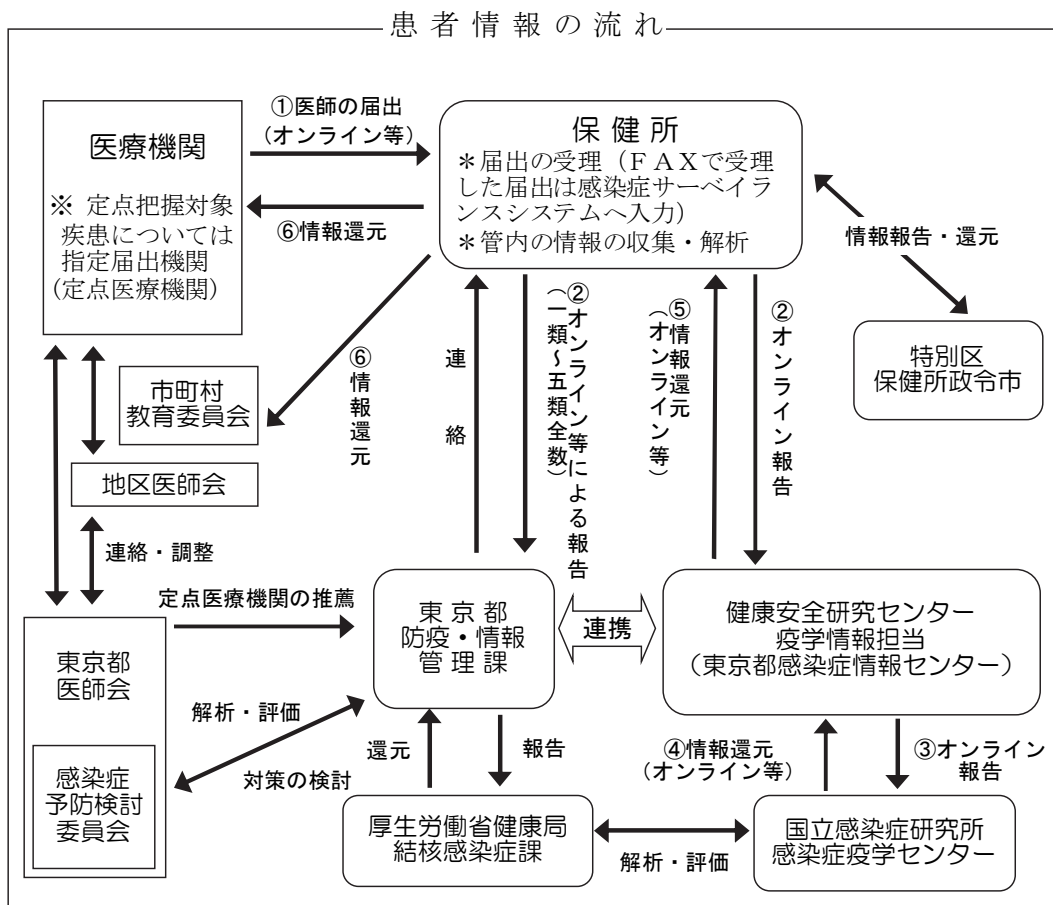 患者情報の流れ
①医師の届出
(オンライン等)
医療機関
※ 定点把握対象
疾患については
指定届出機関
(定点医療機関)
⑥情報還元
保健所
＊届出の受理（ＦＡＸで受理
した届出は感染症サーベイラ
ンスシステムへ入力）
＊管内の情報の収集・解析
情報報告・還元
特別区
保健所政令市
市町村
教育委員会
⑥情報還元
地区医師会
連絡・調整
連絡
②オンライン等による報告
（一類～五類全数）
⑤情報還元
（オンライン等）
②オンライン報告
定点医療機関の推薦
東京都
医師会
感染症
予防検討
委員会
解析・評価
対策の検討
東京都
防疫・情報
管理課
連携
健康安全研究センター
疫学情報担当
（東京都感染症情報センター）
還元
報告
④情報還元
(オンライン等)
③オンライン
報告
厚生労働省健康局
結核感染症課
解析・評価
国立感染症研究所
感染症疫学センター